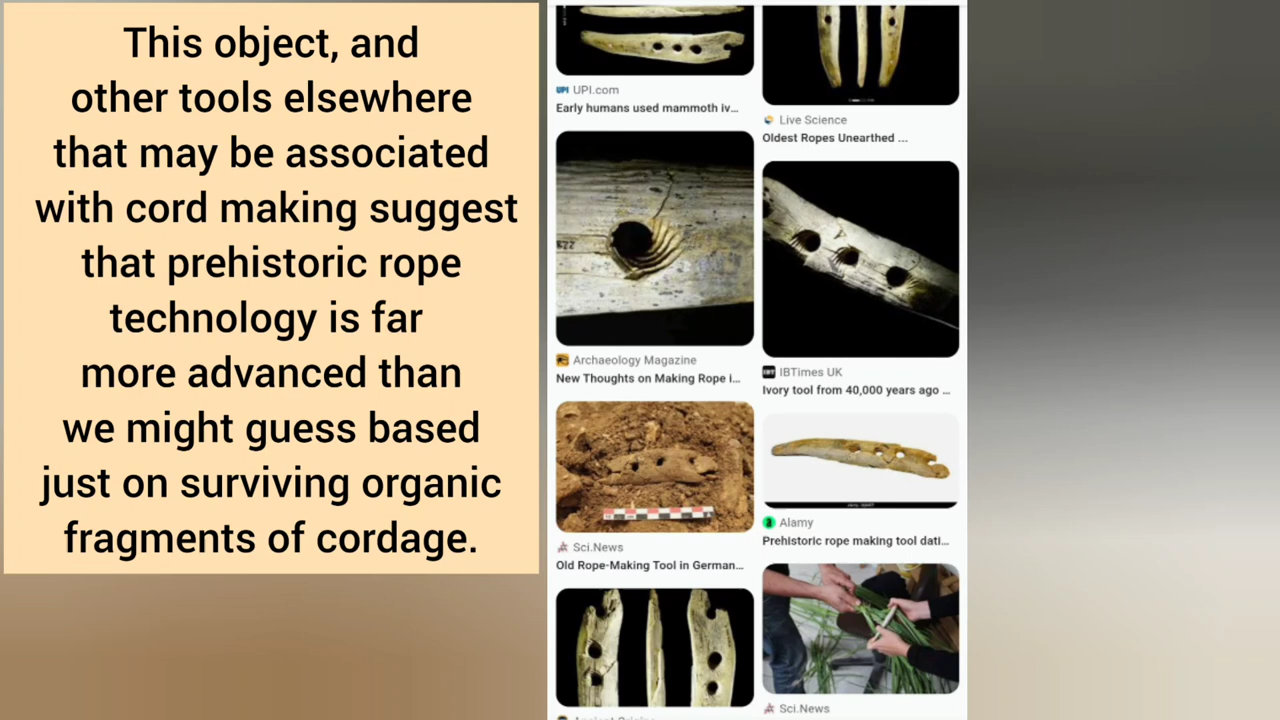 This object, and
other tools elsewhere
that may be associated
with cord making suggest
that prehistoric rope
technology is far
more advanced than
we might guess based
just on surviving organic
fragments of cordage.
UPI UPI.com
Early humans used mammoth iv...
Archaeology Magazine
New Thoughts on Making Rope i...
Sci.News
Old Rope-Making Tool in German...
Live Science
Oldest Ropes Unearthed ...
IBTimes UK
Ivory tool from 40,000 years ago ...
Alamy
Prehistoric rope making tool dati...
Sci.News